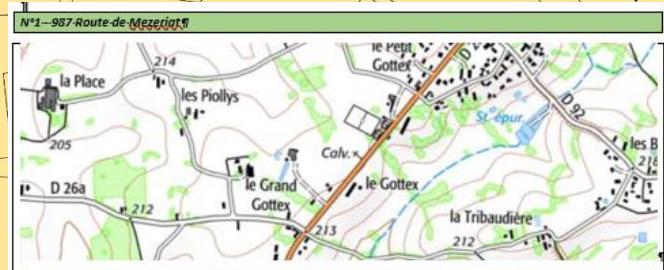 N°1---987-Route-de-Mezeriat¶
le Petit
Gottex
214
la Place
les Piollys
D 92
St. épur.
205
Calv.
les B
218
le Grand
Gottex
le Gottex
D 26a
212
la Tribaudière
213
212